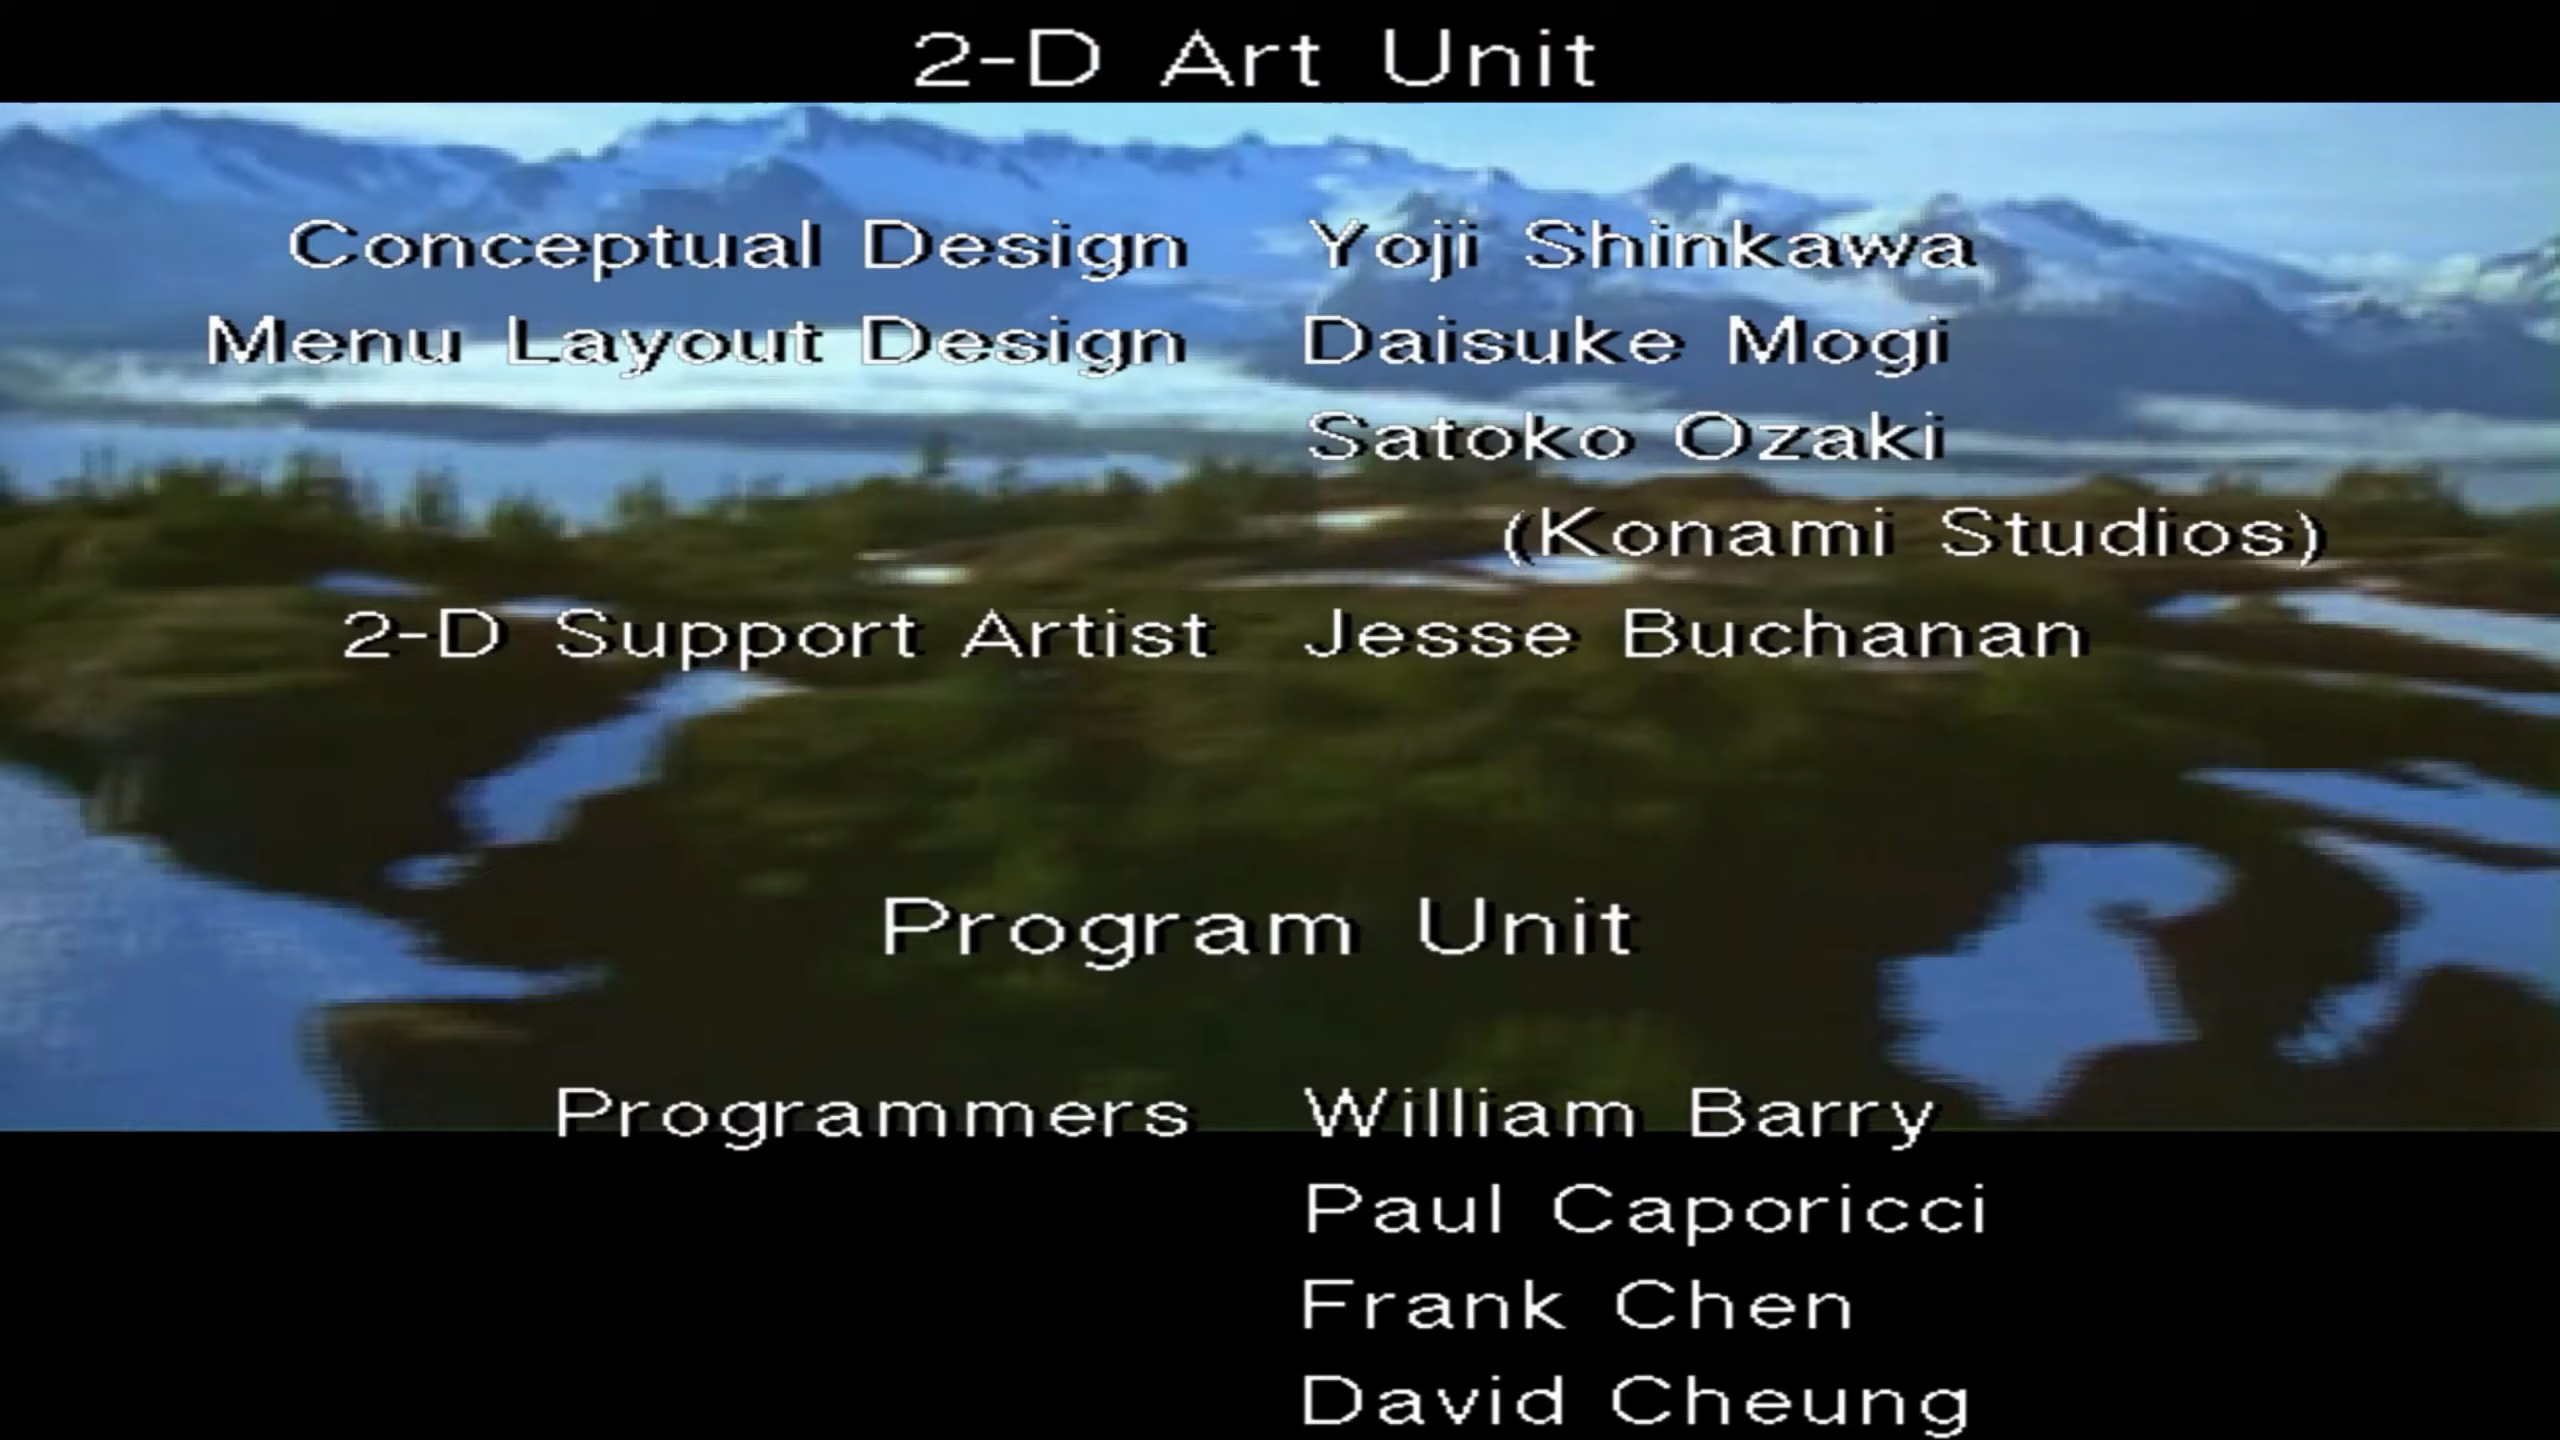 2-D Art Unit
Conceptual Design Yoji Shinkawa
Menu Layout Design Daisuke Mogi
Satoko Ozaki
(Konami Studios)
2-D Support Artist Jesse Buchanan
Program Unit
Programmers William Barry
Paul Caporicci
Frank Chen
David Cheung